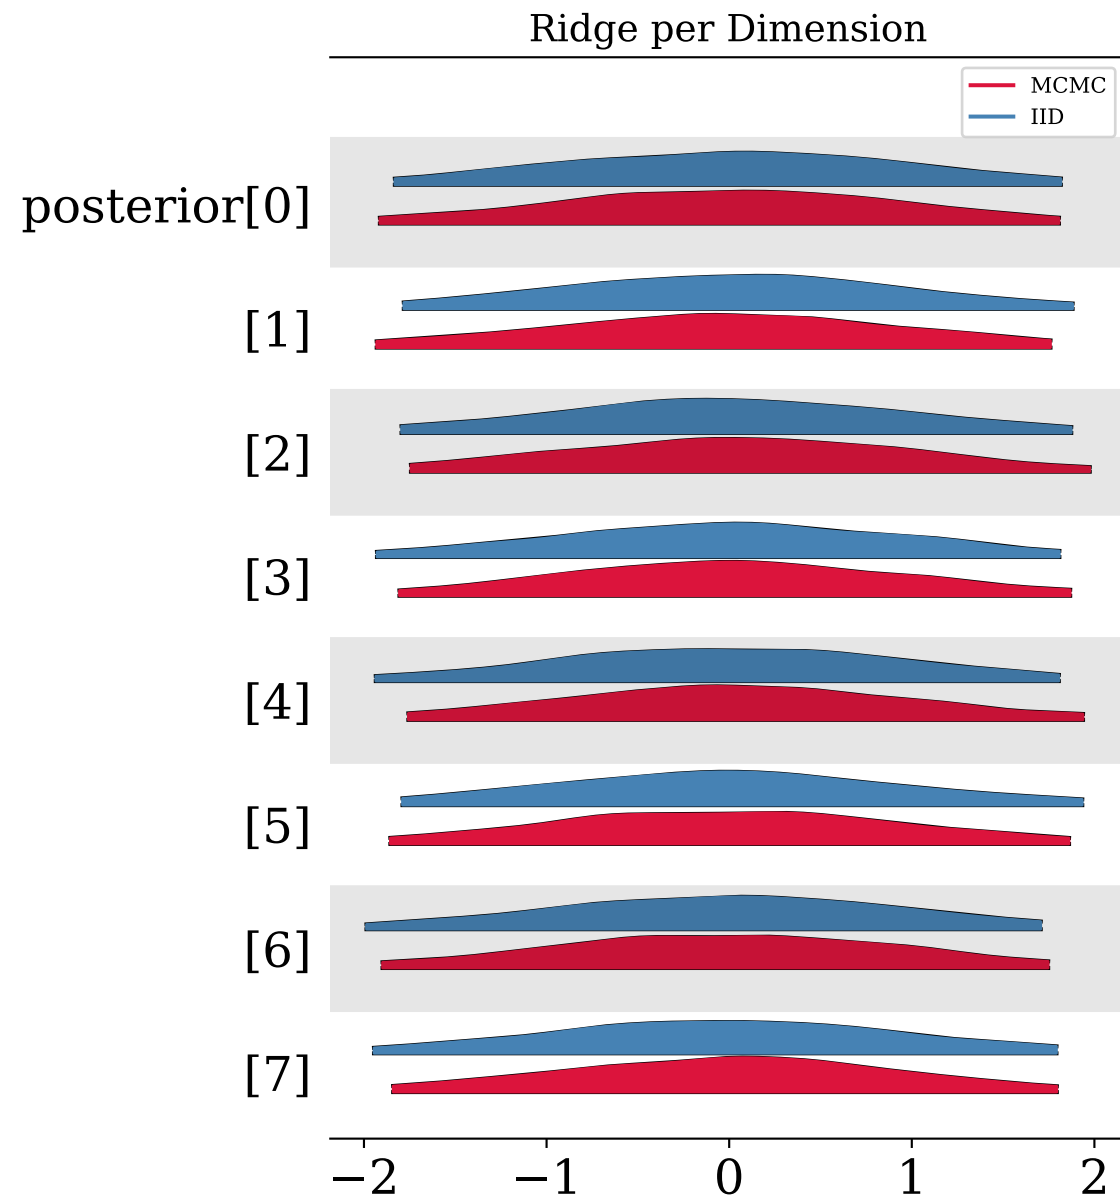 Ridge per Dimension
MCMC
IID
posterior[0]
[1]
[2]
[3]
[4]
[5]
[6]
[7]
−2 −1 0 1 2